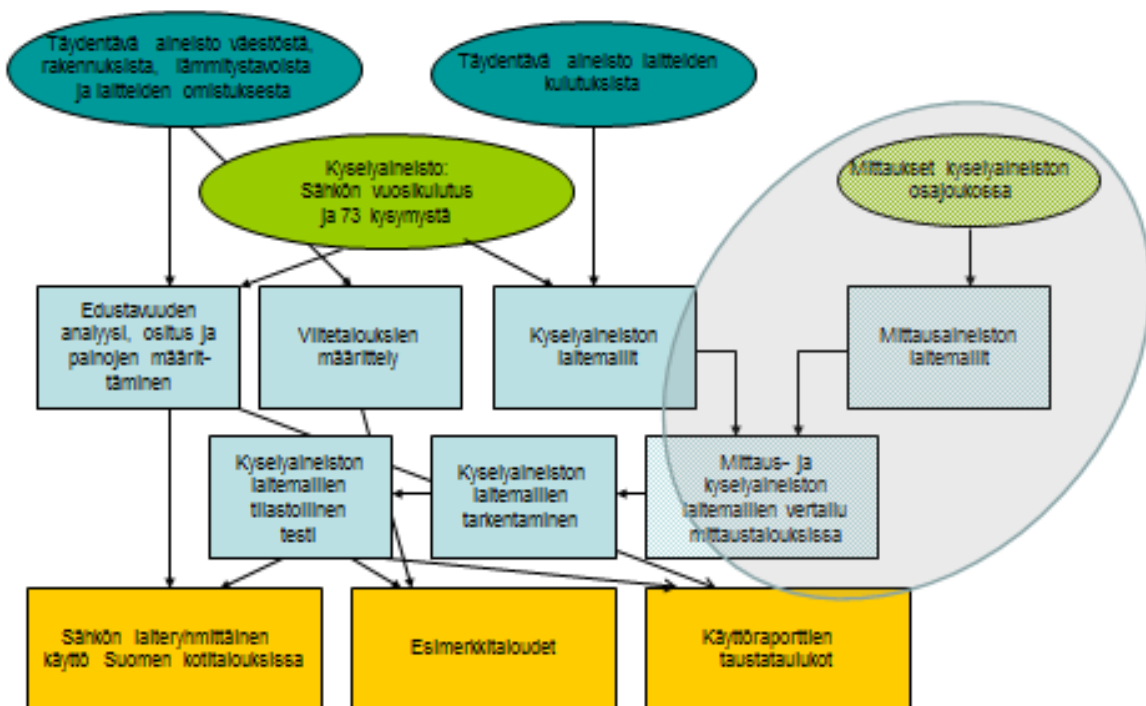 Täydentävä aineisto väestöstä,
rakennuksista, lämmitystavoista
ja laitteiden omistuksesta
Täydentävä aineisto laitteiden
kulutuksista
Kyselyaineisto:
Sähkön vuosikulutus
ja 73 kysymystä
Mittaukset kyselyaineiston
osajoukossa
Edustavuuden
analyysi, ositus ja
painojen määrit-
täminen
Viitetalouksien
määrittely
Kyselyaineiston
laitemallit
Mittausaineiston
laitemallit
Kyselyaineiston
laitemallien
tilastollinen
testi
Kyselyaineiston
laitemallien
tarkentaminen
Mittaus- ja
kyselyaineiston
laitemallien vertailu
mittaustalouksissa
Sähkön laiteryhmittäinen
käyttö Suomen kotitalouksissa
Esimerkkitaloudet
Käyttöraporttien
taustataulukot